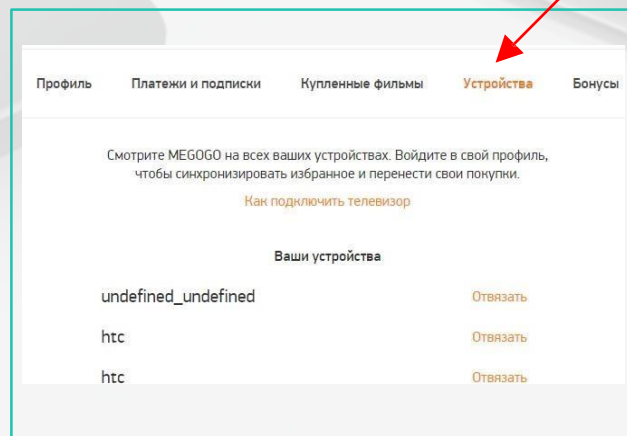 Профиль Платежи и подписки Купленные фильмы Устройства Бонусы
Смотрите MEGOGO на всех ваших устройствах. Войдите в свой профиль,
чтобы синхронизировать избранное и перенести свои покупки.
Как подключить телевизор
Ваши устройства
undefined_undefined Отвязать
htc Отвязать
htc Отвязать